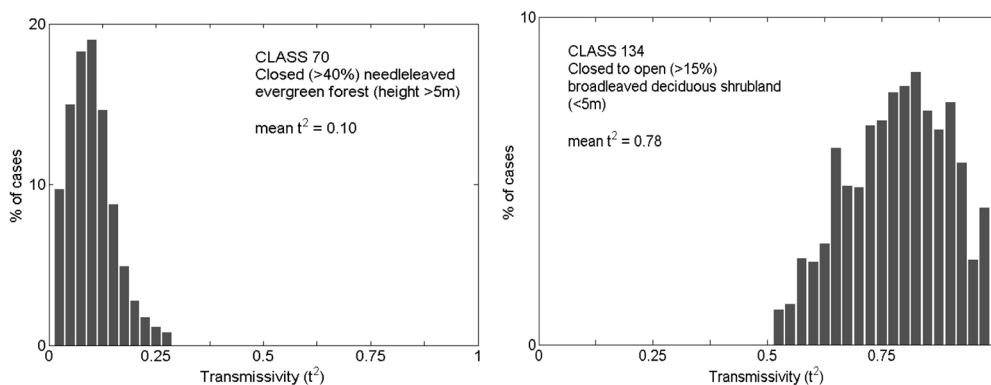 20
10
0
% of cases
CLASS 70
Closed (>40%) needleleaved
evergreen forest (height >5m)
mean t² = 0.10
0 0.25 0.5 0.75 1
Transmissivity (t²)
10
5
0
% of cases
CLASS 134
Closed to open (>15%)
broadleaved deciduous shrubland
(<5m)
mean t² = 0.78
0 0.25 0.5 0.75
Transmissivity (t²)